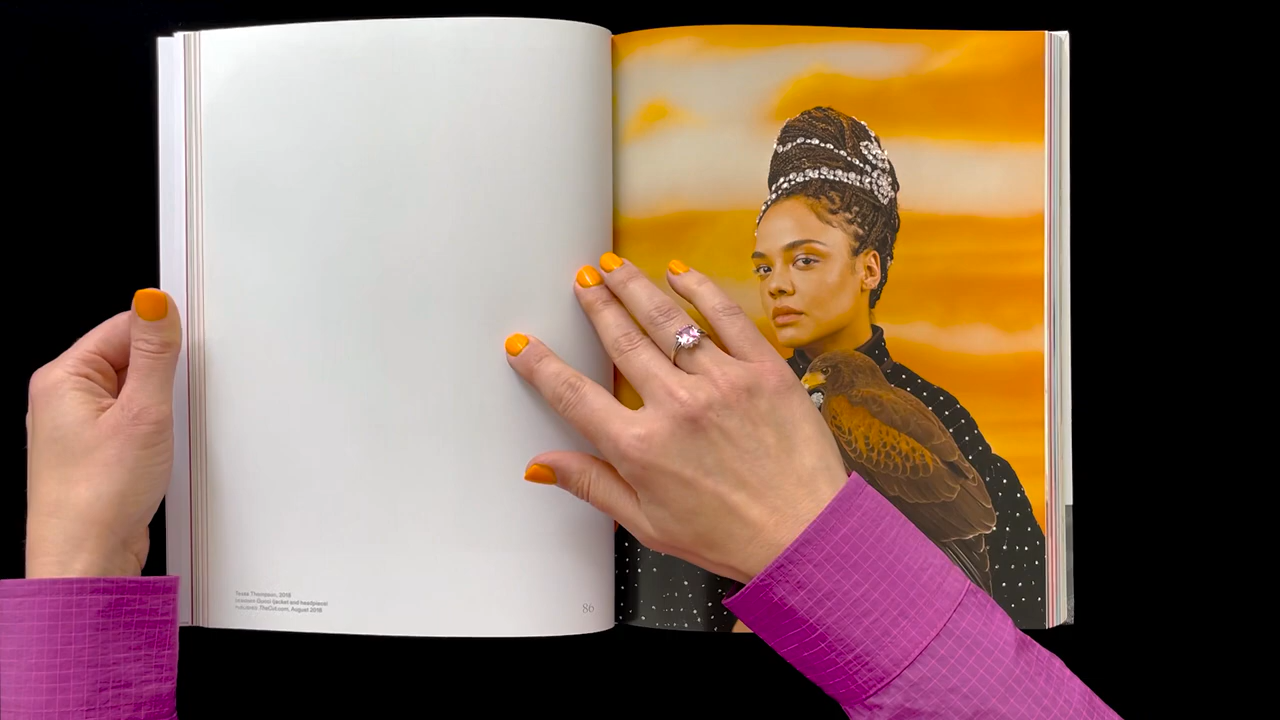 Tessa Thompson, 2018
Gucci (jacket and headpiece)
TheCut.com, August 2018
86